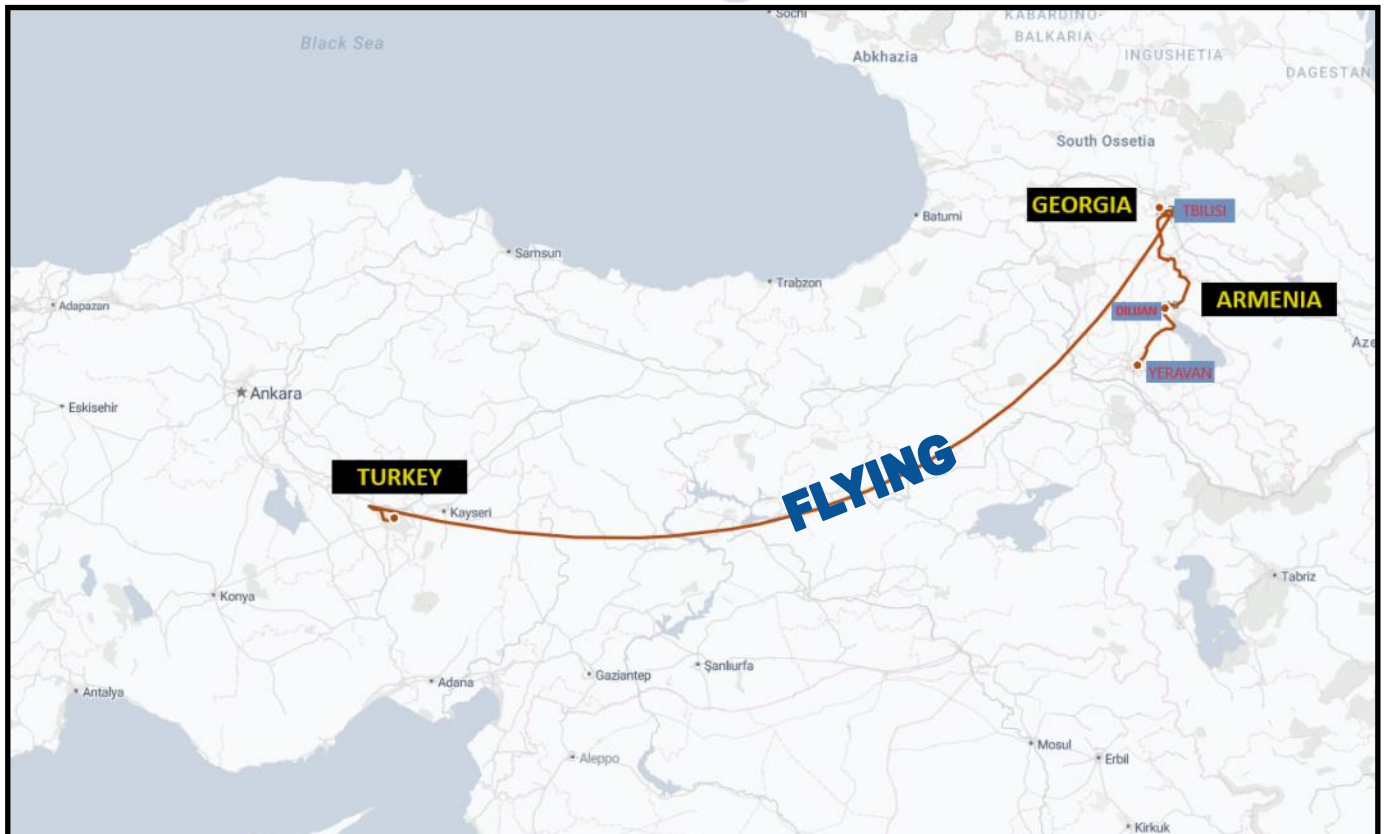 Sochi
KABARDINO-
BALKARIA
Black Sea
Abkhazia
INGUSHETIA
DAGESTAN
South Ossetia
GEORGIA
TBILISI
Batumi
Samsun
Trabzon
ARMENIA
Adapazarı
DILIJAN
Aze
YERAVAN
Ankara
Eskisehir
FLYING
TURKEY
Kayseri
Tabriz
Konya
Şanlıurfa
Gaziantep
Adana
Antalya
Mosul
Aleppo
Erbil
Kirkuk